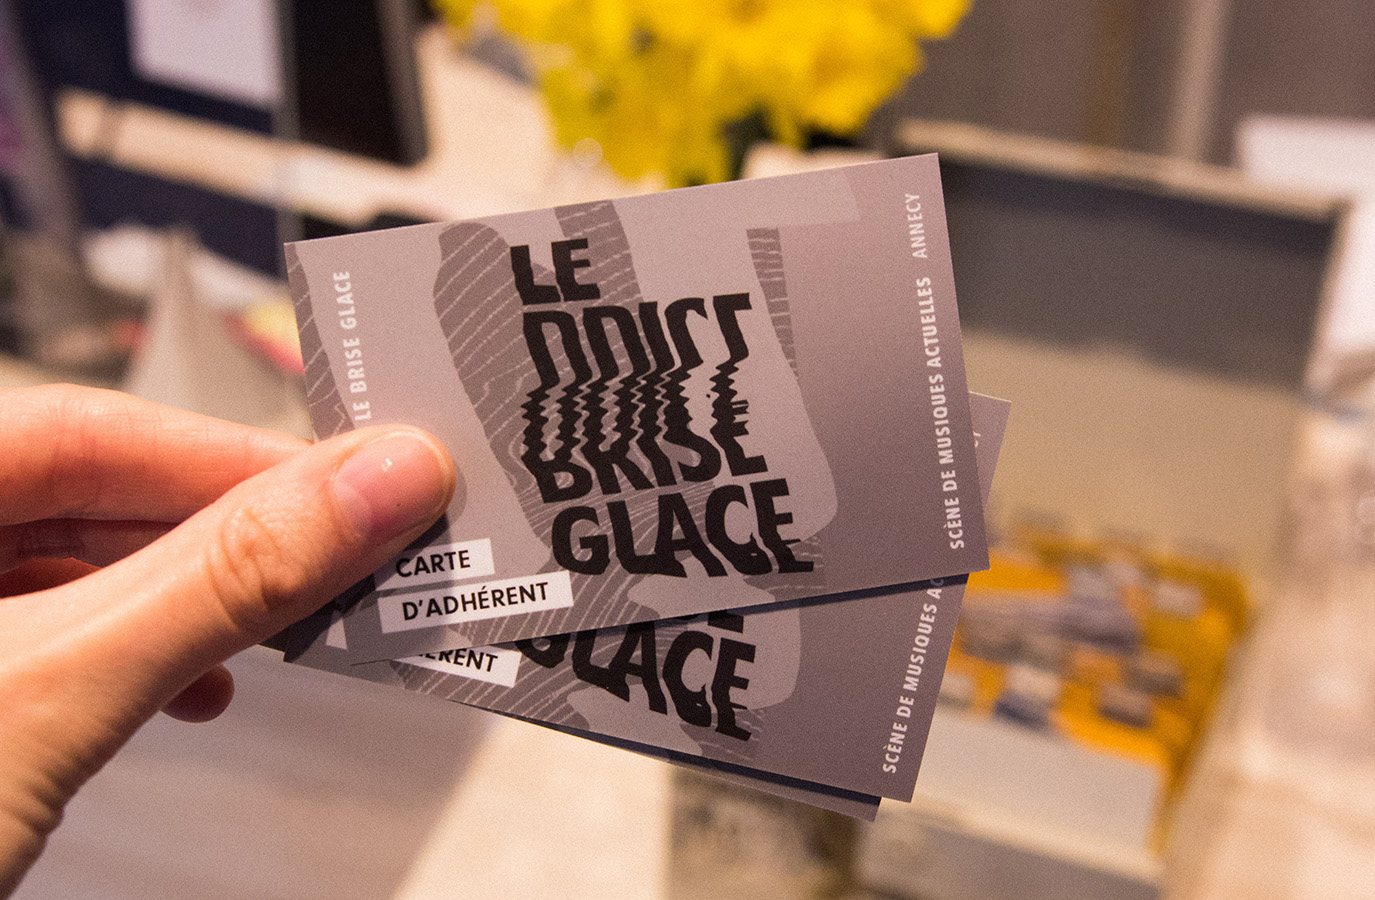 LE BRISE GLACE
LE
BRISE
GLACE
CARTE
D'ADHÉRENT
SCÈNE DE MUSIQUES ACTUELLES ANNECY
GLACE
SCÈNE DE MUSIQUES